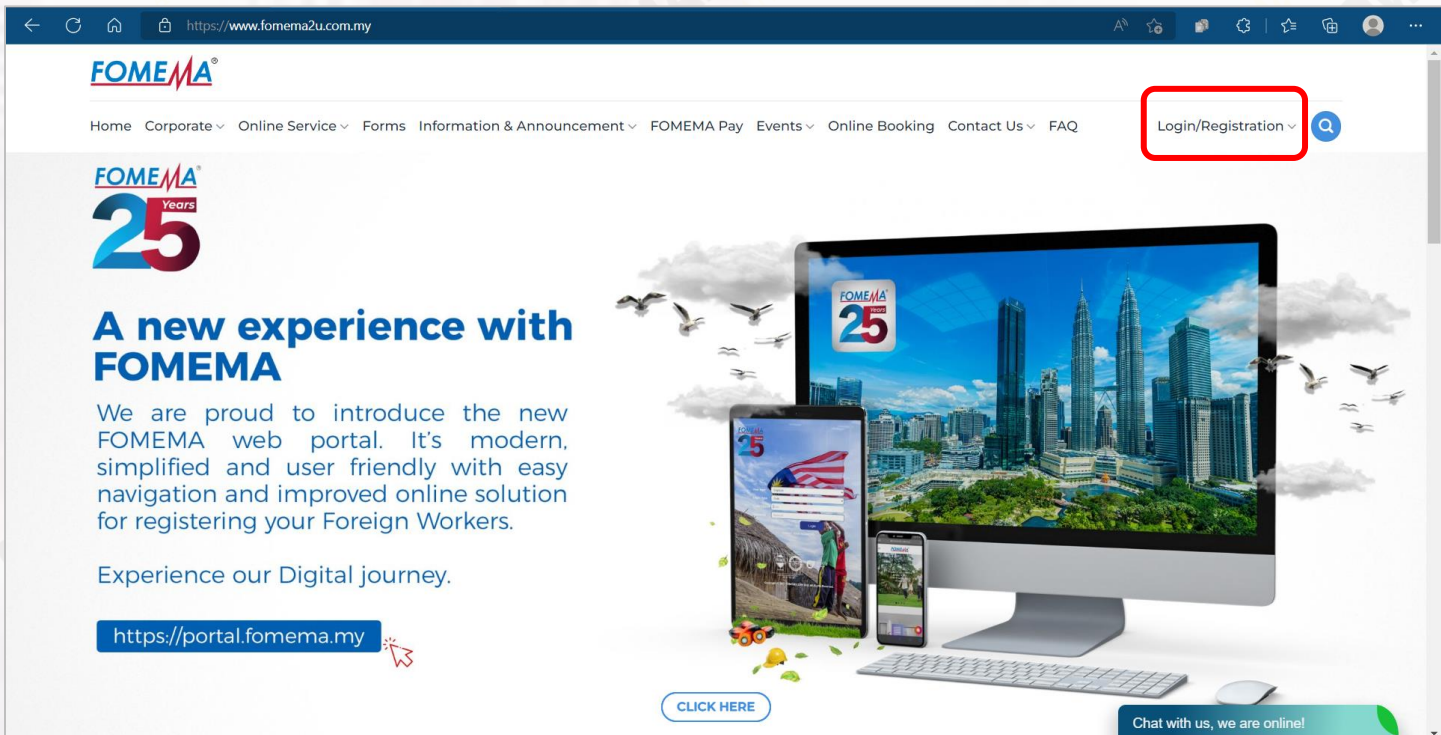 https://www.fomema2u.com.my
FOMEMA®
Home Corporate Online Service Forms Information & Announcement FOMEMA Pay Events Online Booking Contact Us FAQ Login/Registration
FOMEMA®
25 Years
A new experience with
FOMEMA
We are proud to introduce the new
FOMEMA web portal. It's modern,
simplified and user friendly with easy
navigation and improved online solution
for registering your Foreign Workers.
Experience our Digital journey.
https://portal.fomema.my
FOMEMA
25 Years
FOMEMA
25
CLICK HERE
Chat with us, we are online!